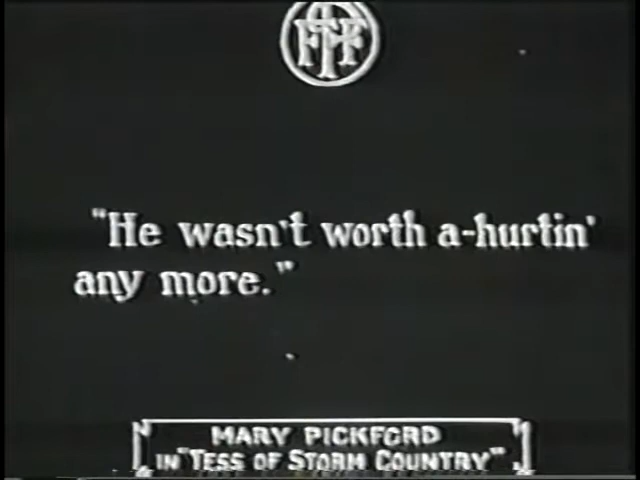 "He wasn't worth a-hurtin'
any more."
MARY PICKFORD
IN "TESS OF STORM COUNTRY"